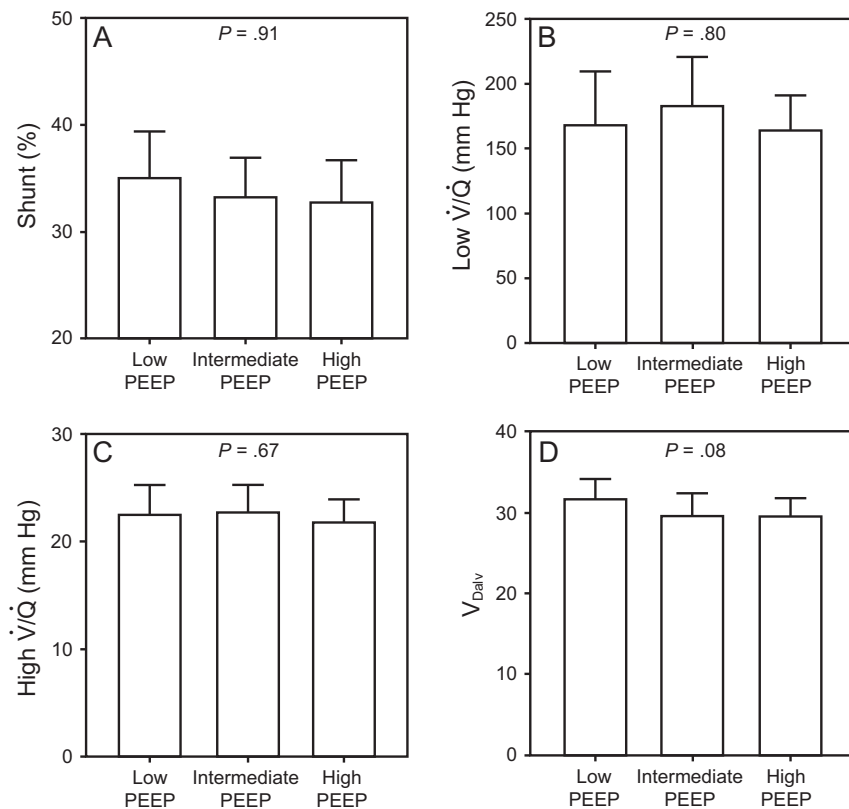 A
P = .91
Shunt (%)
50
40
30
20
Low PEEP
Intermediate PEEP
High PEEP
B
P = .80
Low V̇/Q̇ (mm Hg)
250
200
150
100
50
0
Low PEEP
Intermediate PEEP
High PEEP
C
P = .67
High V̇/Q̇ (mm Hg)
30
20
10
0
Low PEEP
Intermediate PEEP
High PEEP
D
P = .08
VDalv
40
30
20
10
0
Low PEEP
Intermediate PEEP
High PEEP